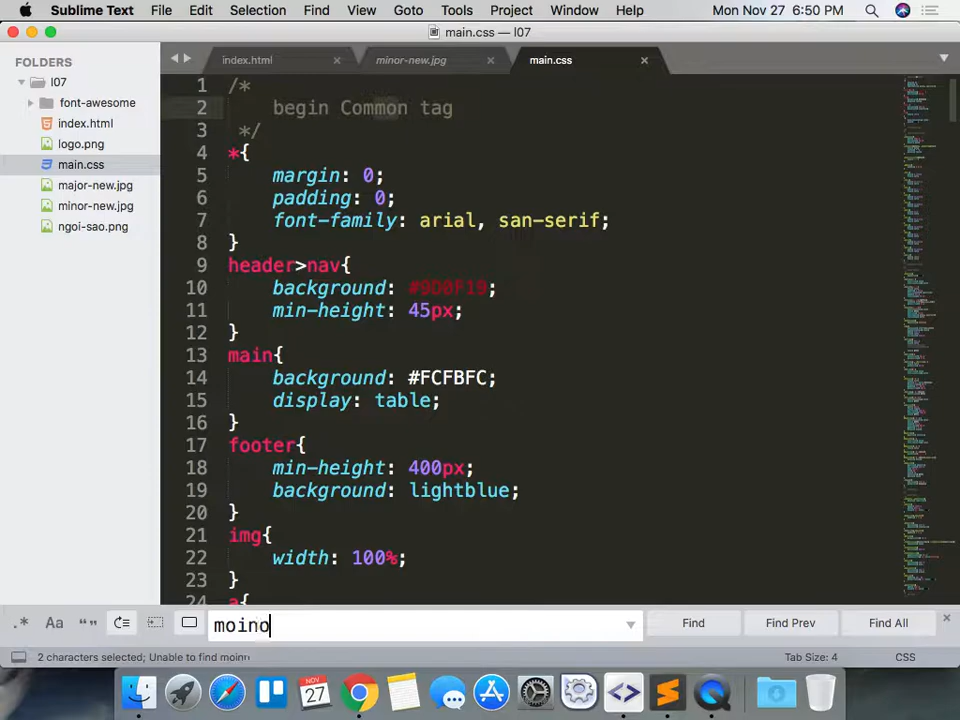 Sublime Text File Edit Selection Find View Goto Tools Project Window Help Mon Nov 27 6:50 PM
main.css — l07
FOLDERS
l07
font-awesome
index.html
logo.png
main.css
major-new.jpg
minor-new.jpg
ngoi-sao.png
index.html × minor-new.jpg × main.css ×
1 /*
2 begin Common tag
3 */
4 *{
5 margin: 0;
6 padding: 0;
7 font-family: arial, san-serif;
8 }
9 header>nav{
10 background: #9D0F19;
11 min-height: 45px;
12 }
13 main{
14 background: #FCFBFC;
15 display: table;
16 }
17 footer{
18 min-height: 400px;
19 background: lightblue;
20 }
21 img{
22 width: 100%;
23 }
24 a{
.* Aa “” moino Find Find Prev Find All ×
2 characters selected; Unable to find Tab Size: 4 CSS
NOV
27